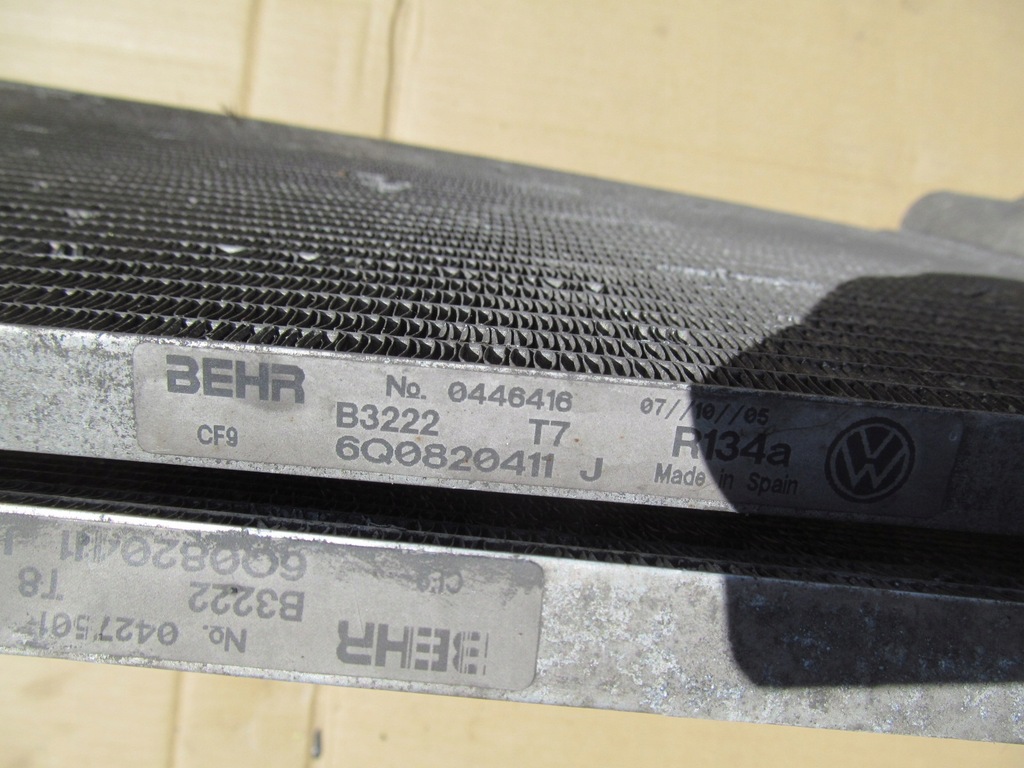 BEHR No. 0446416 07//10//05
B3222 T7 R134a
CF9 6Q0820411 J Made in Spain
VW
BEHR No. 0427501
B3222 T8
6Q0820411 J